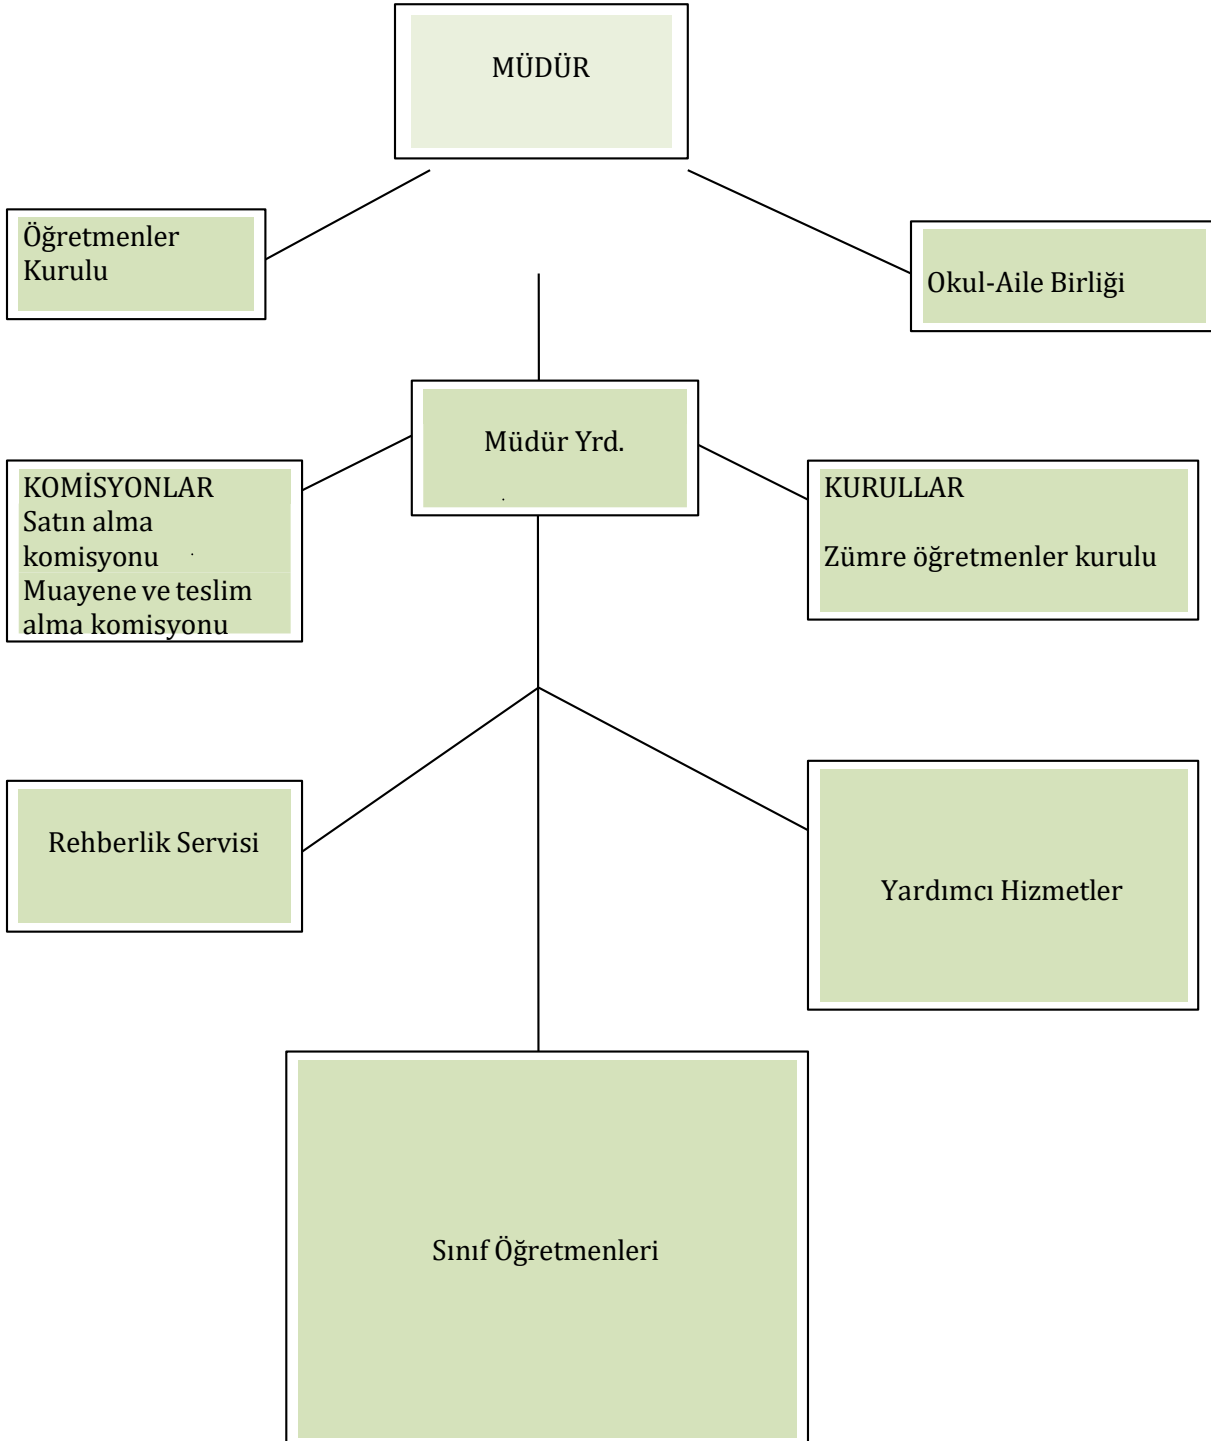 MÜDÜR
Öğretmenler
Kurulu
Okul-Aile Birliği
Müdür Yrd.
.
KOMİSYONLAR
Satın alma
komisyonu .
Muayene ve teslim
alma komisyonu
KURULLAR
Zümre öğretmenler kurulu
Rehberlik Servisi
Yardımcı Hizmetler
Sınıf Öğretmenleri